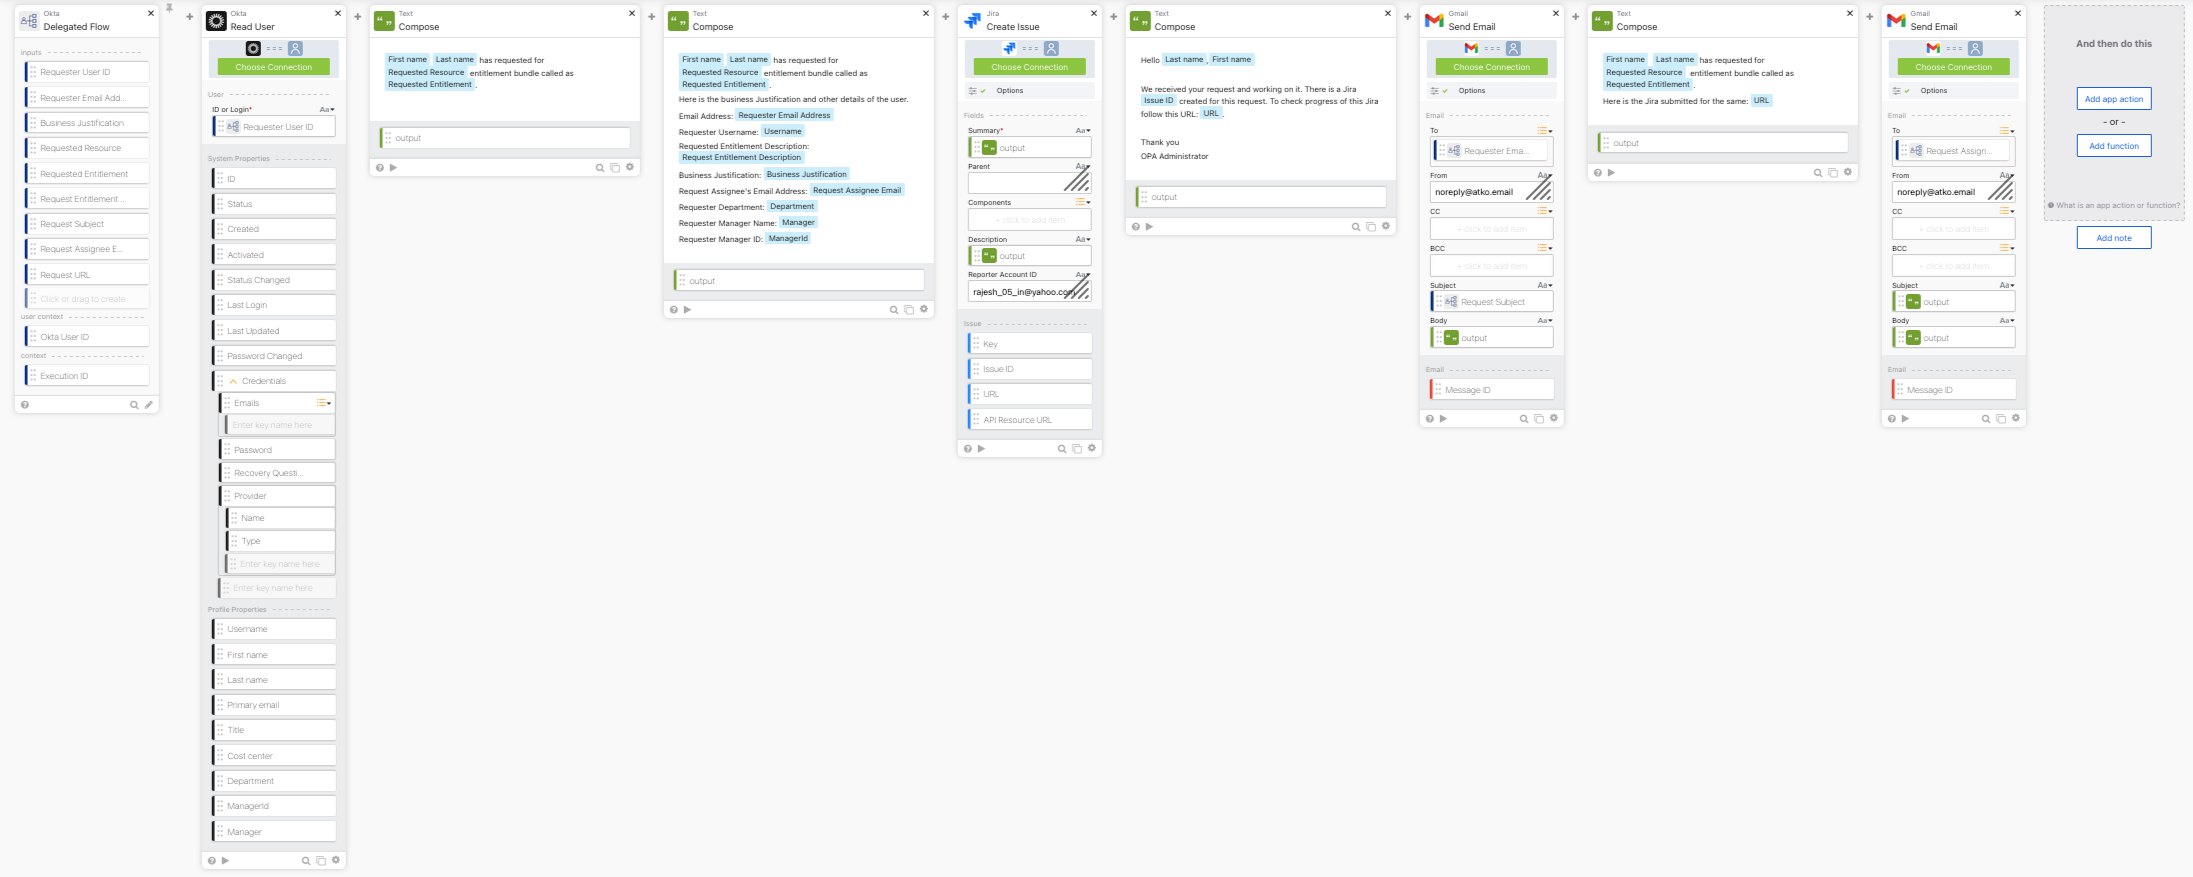 Okta
Delegated Flow
inputs
Requester User ID
Requester Email Add...
Business Justification
Requested Resource
Requested Entitlement
Request Entitlement ...
Request Subject
Request Assignee E...
Request URL
Click or drag to create
user context
Okta User ID
context
Execution ID
Okta
Read User
Choose Connection
User
ID or Login*
Aa
Requester User ID
System Properties
ID
Status
Created
Activated
Status Changed
Last Login
Last Updated
Password Changed
Credentials
Emails
Enter key name here
Password
Recovery Questi...
Provider
Name
Type
Enter key name here
Enter key name here
Profile Properties
Username
First name
Last name
Primary email
Title
Cost center
Department
ManagerId
Manager
Text
Compose
First name Last name has requested for
Requested Resource entitlement bundle called as
Requested Entitlement .
output
Text
Compose
First name Last name has requested for
Requested Resource entitlement bundle called as
Requested Entitlement .
Here is the business Justification and other details of the user.
Email Address: Requester Email Address
Requester Username: Username
Requested Entitlement Description:
Request Entitlement Description
Business Justification: Business Justification
Request Assignee's Email Address: Request Assignee Email
Requester Department: Department
Requester Manager Name: Manager
Requester Manager ID: ManagerId
output
Jira
Create Issue
Choose Connection
Options
Fields
Summary* Aa
output
Parent Aa
Components
+ click to add item
Description Aa
output
Reporter Account ID Aa
rajesh_05_in@yahoo.com
Issue
Key
Issue ID
URL
API Resource URL
Text
Compose
Hello Last name , First name
We received your request and working on it. There is a Jira
Issue ID created for this request. To check progress of this Jira
follow this URL: URL .
Thank you
OPA Administrator
output
Gmail
Send Email
Choose Connection
Options
Email
To
Requester Ema...
From Aa
noreply@atko.email
CC
+ click to add item
BCC
+ click to add item
Subject Aa
Request Subject
Body Aa
output
Email
Message ID
Text
Compose
First name Last name has requested for
Requested Resource entitlement bundle called as
Requested Entitlement .
Here is the Jira submitted for the same: URL
output
Gmail
Send Email
Choose Connection
Options
Email
To
Request Assign...
From Aa
noreply@atko.email
CC
+ click to add item
BCC
+ click to add item
Subject Aa
output
Body Aa
output
Email
Message ID
And then do this
Add app action
- or -
Add function
What is an app action or function?
Add note